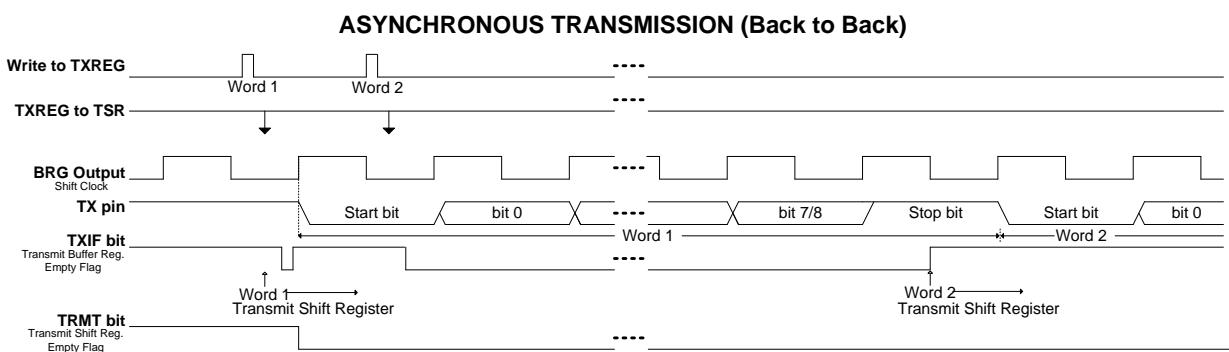 ASYNCHRONOUS TRANSMISSION (Back to Back)
Write to TXREG
Word 1
Word 2
TXREG to TSR
BRG Output
Shift Clock
TX pin
Start bit
bit 0
bit 7/8
Stop bit
Start bit
bit 0
Word 1
Word 2
TXIF bit
Transmit Buffer Reg.
Empty Flag
Word 1
Transmit Shift Register
Word 2
Transmit Shift Register
TRMT bit
Transmit Shift Reg.
Empty Flag